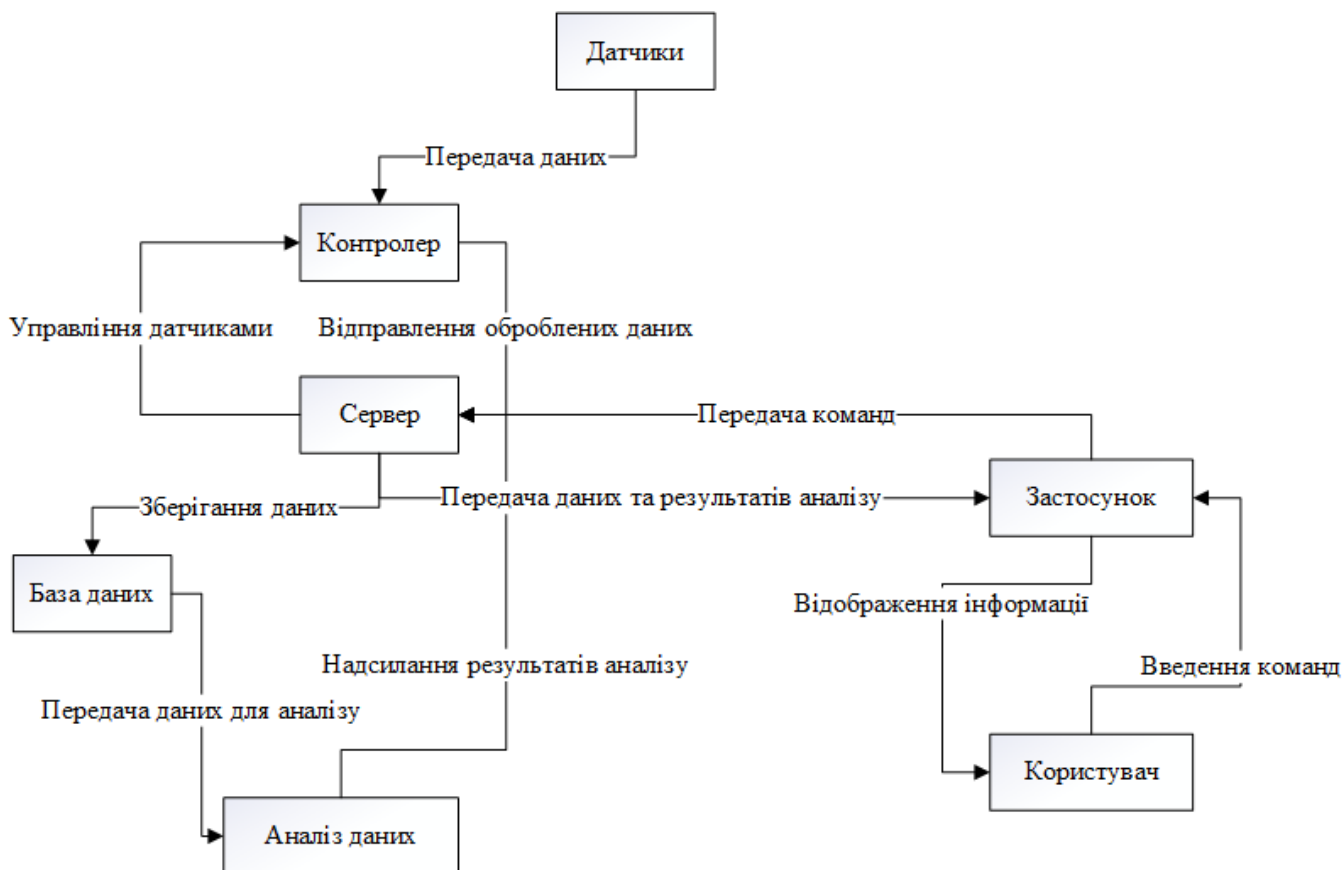 Датчики
Передача даних
Контролер
Управління датчиками
Відправлення оброблених даних
Сервер
Передача команд
Зберігання даних
Передача даних та результатів аналізу
Застосунок
База даних
Відображення інформації
Надсилання результатів аналізу
Введення команд
Передача даних для аналізу
Користувач
Аналіз даних